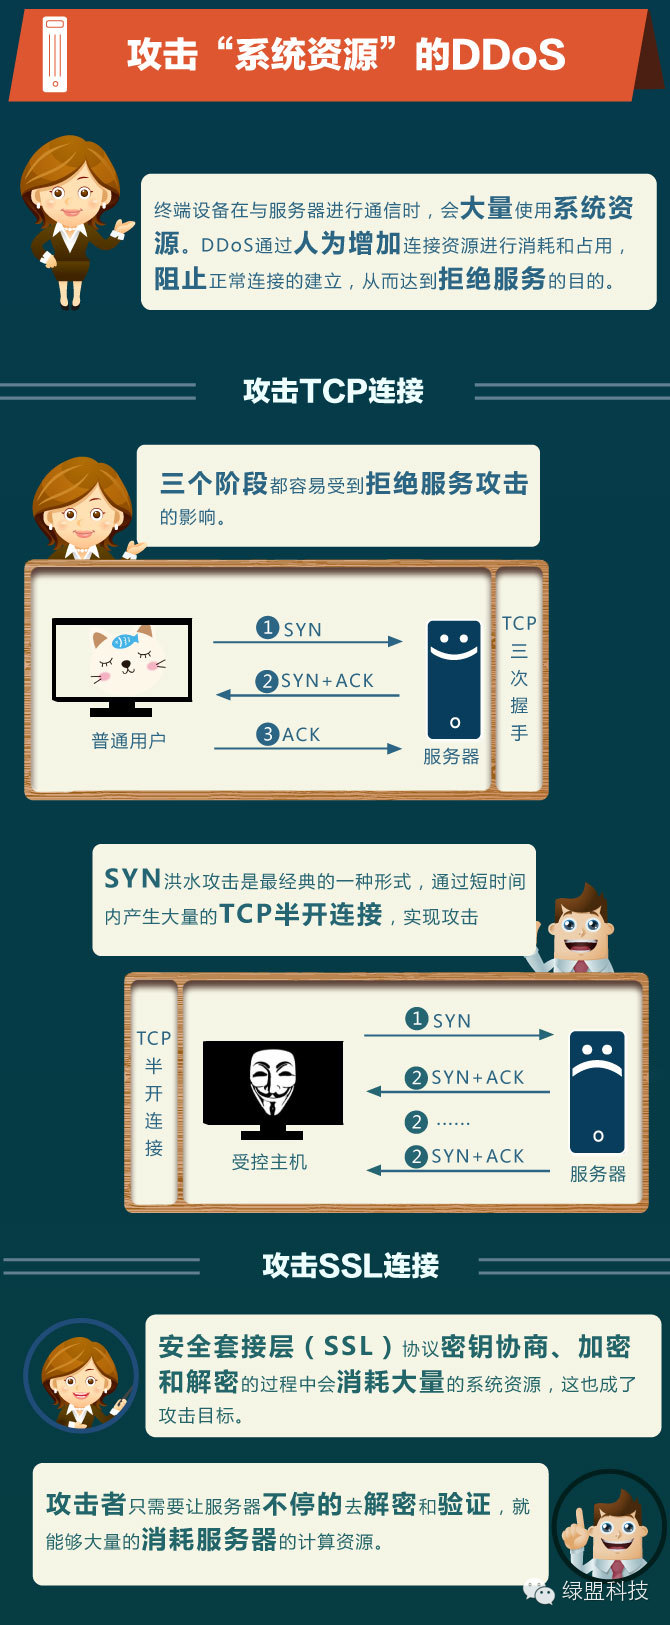 攻击“系统资源”的DDoS
终端设备在与服务器进行通信时，会大量使用系统资
源。DDoS通过人为增加连接资源进行消耗和占用，
阻止正常连接的建立，从而达到拒绝服务的目的。
攻击TCP连接
三个阶段都容易受到拒绝服务攻击
的影响。
1 SYN
2 SYN+ACK
3 ACK
普通用户
服务器
TCP
三
次
握
手
SYN洪水攻击是最经典的一种形式，通过短时间
内产生大量的TCP半开连接，实现攻击
TCP
半
开
连
接
1 SYN
2 SYN+ACK
2 ……
2 SYN+ACK
受控主机
服务器
攻击SSL连接
安全套接层（SSL）协议密钥协商、加密
和解密的过程中会消耗大量的系统资源，这也成了
攻击目标。
攻击者只需要让服务器不停的去解密和验证，就
能够大量的消耗服务器的计算资源。
绿盟科技